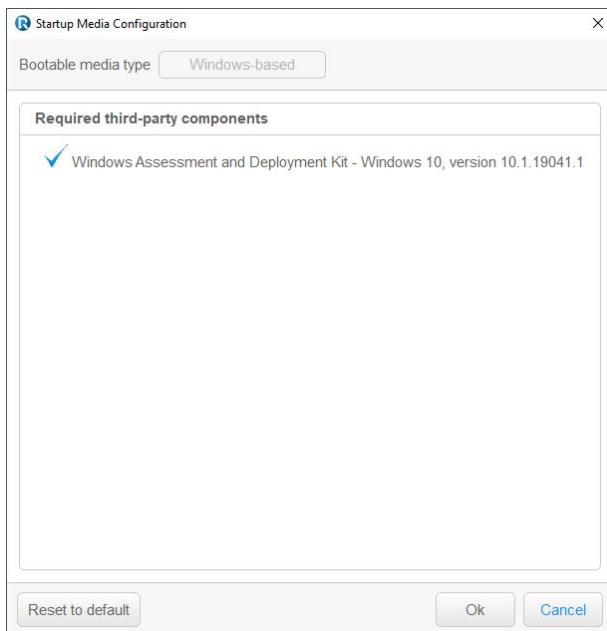 Startup Media Configuration
Bootable media type Windows-based
Required third-party components
Windows Assessment and Deployment Kit - Windows 10, version 10.1.19041.1
Reset to default Ok Cancel